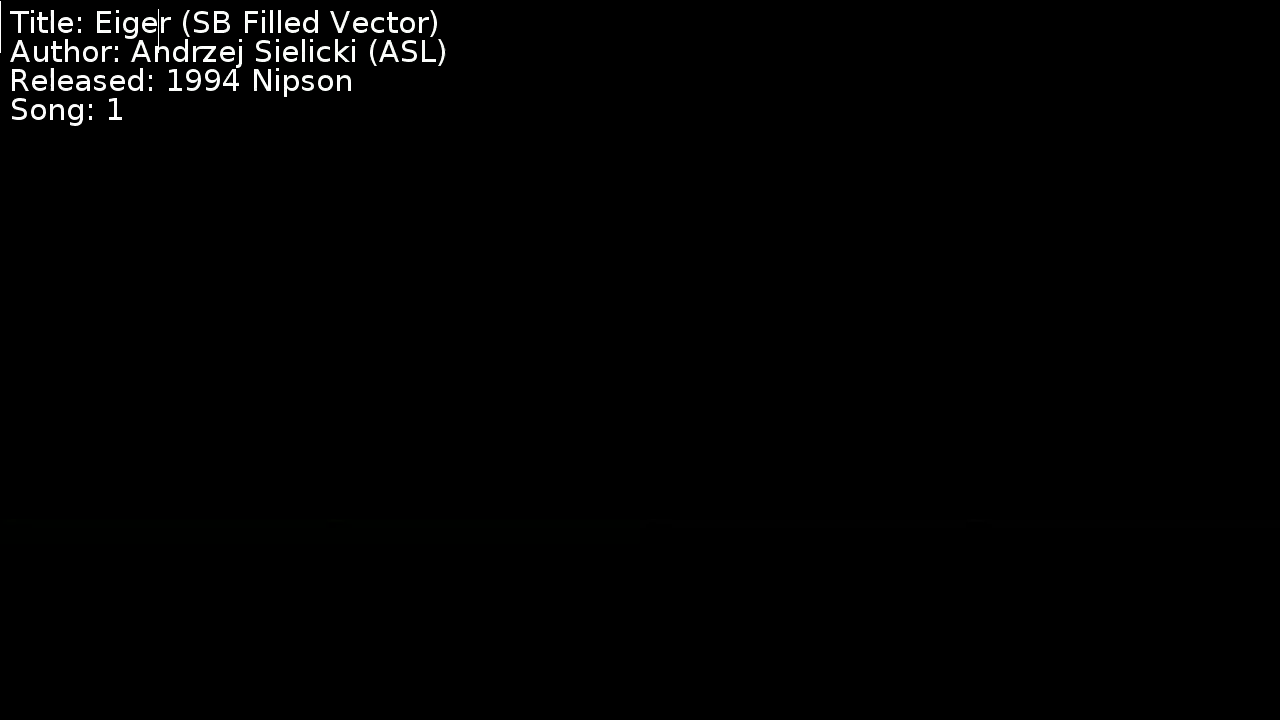 Title: Eiger (SB Filled Vector)
Author: Andrzej Sielicki (ASL)
Released: 1994 Nipson
Song: 1